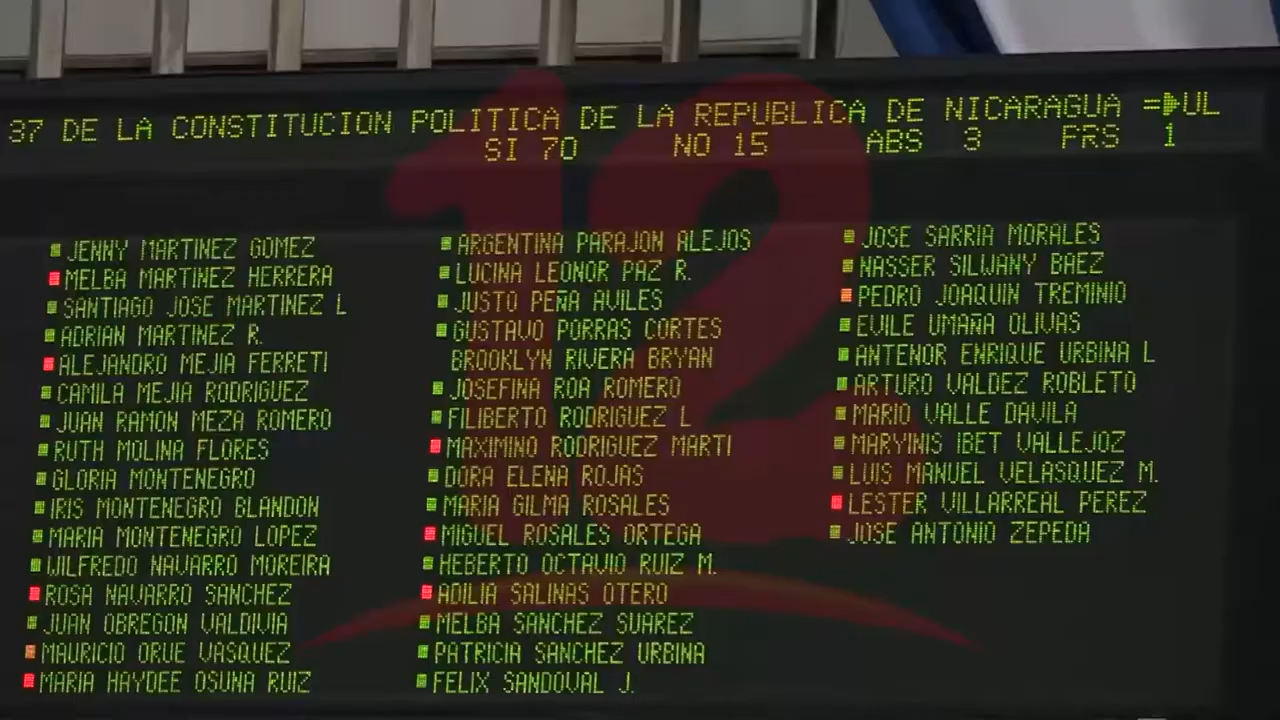 37 DE LA CONSTITUCION POLITICA DE LA REPUBLICA DE NICARAGUA =UL
SI 70 NO 15 ABS 3 PRS 1
JENNY MARTINEZ GOMEZ
MELBA MARTINEZ HERRERA
SANTIAGO JOSE MARTINEZ L
ADRIAN MARTINEZ R.
ALEJANDRO MEJIA FERRETI
CAMILA MEJIA RODRIGUEZ
JUAN RAMON MEZA ROMERO
RUTH MOLINA FLORES
GLORIA MONTENEGRO
IRIS MONTENEGRO BLANDON
MARIA MONTENEGRO LOPEZ
WILFREDO NAVARRO MOREIRA
ROSA NAVARRO SANCHEZ
JUAN OBREGON VALDIVIA
MAURICIO ORUE VASQUEZ
MARIA HAYDEE OSUNA RUIZ
ARGENTINA PARAJON ALEJOS
LUCINA LEONOR PAZ R.
JUSTO PEÑA AVILES
GUSTAVO PORRAS CORTES
BROOKLYN RIVERA BRYAN
JOSEFINA ROA ROMERO
FILIBERTO RODRIGUEZ L
MAXIMINO RODRIGUEZ MARTI
DORA ELENA ROJAS
MARIA GILMA ROSALES
MIGUEL ROSALES ORTEGA
HEBERTO OCTAVIO RUIZ M.
ADILIA SALINAS OTERO
MELBA SANCHEZ SUAREZ
PATRICIA SANCHEZ URBINA
FELIX SANDOVAL J.
JOSE SARRIA MORALES
NASSER SILWANY BAEZ
PEDRO JOAQUIN TREMINIO
EVILE UMAÑA OLIVAS
ANTENOR ENRIQUE URBINA L
ARTURO VALDEZ ROBLETO
MARIO VALLE DAVILA
MARYINIS IBET VALLEJOZ
LUIS MANUEL VELASQUEZ M.
LESTER VILLARREAL PEREZ
JOSE ANTONIO ZEPEDA
12